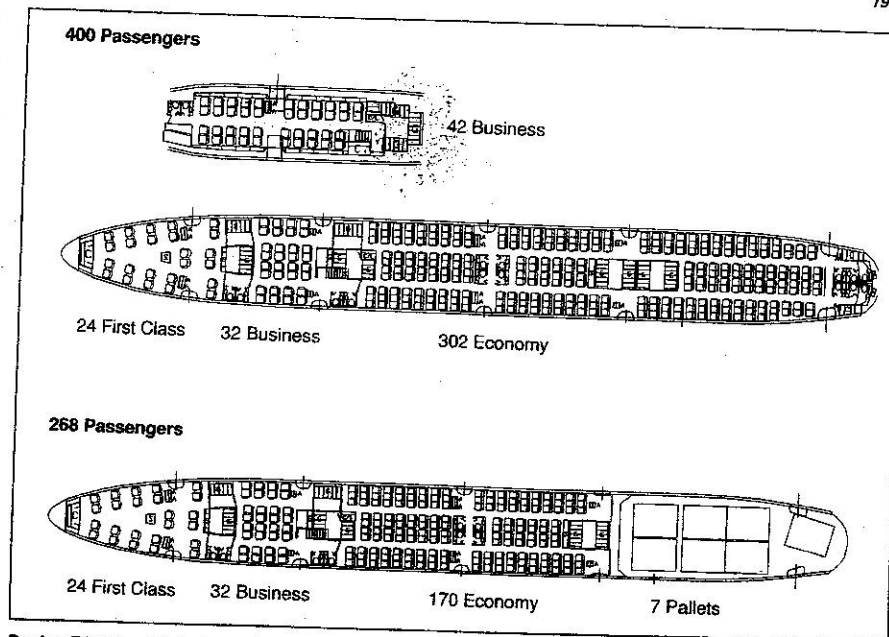 79
400 Passengers
42 Business
24 First Class
32 Business
302 Economy
268 Passengers
24 First Class
32 Business
170 Economy
7 Pallets